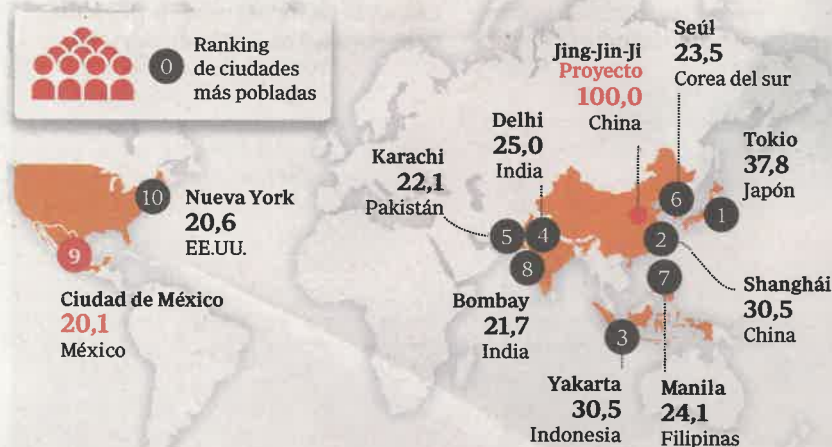 0
Ranking
de ciudades
más pobladas
10
Nueva York
20,6
EE.UU.
9
Ciudad de México
20,1
México
Karachi
22,1
Pakistán
5
Delhi
25,0
India
4
8
Bombay
21,7
India
Jing-Jin-Ji
Proyecto
100,0
China
Seúl
23,5
Corea del sur
6
Tokio
37,8
Japón
1
2
Shanghái
30,5
China
7
Manila
24,1
Filipinas
3
Yakarta
30,5
Indonesia